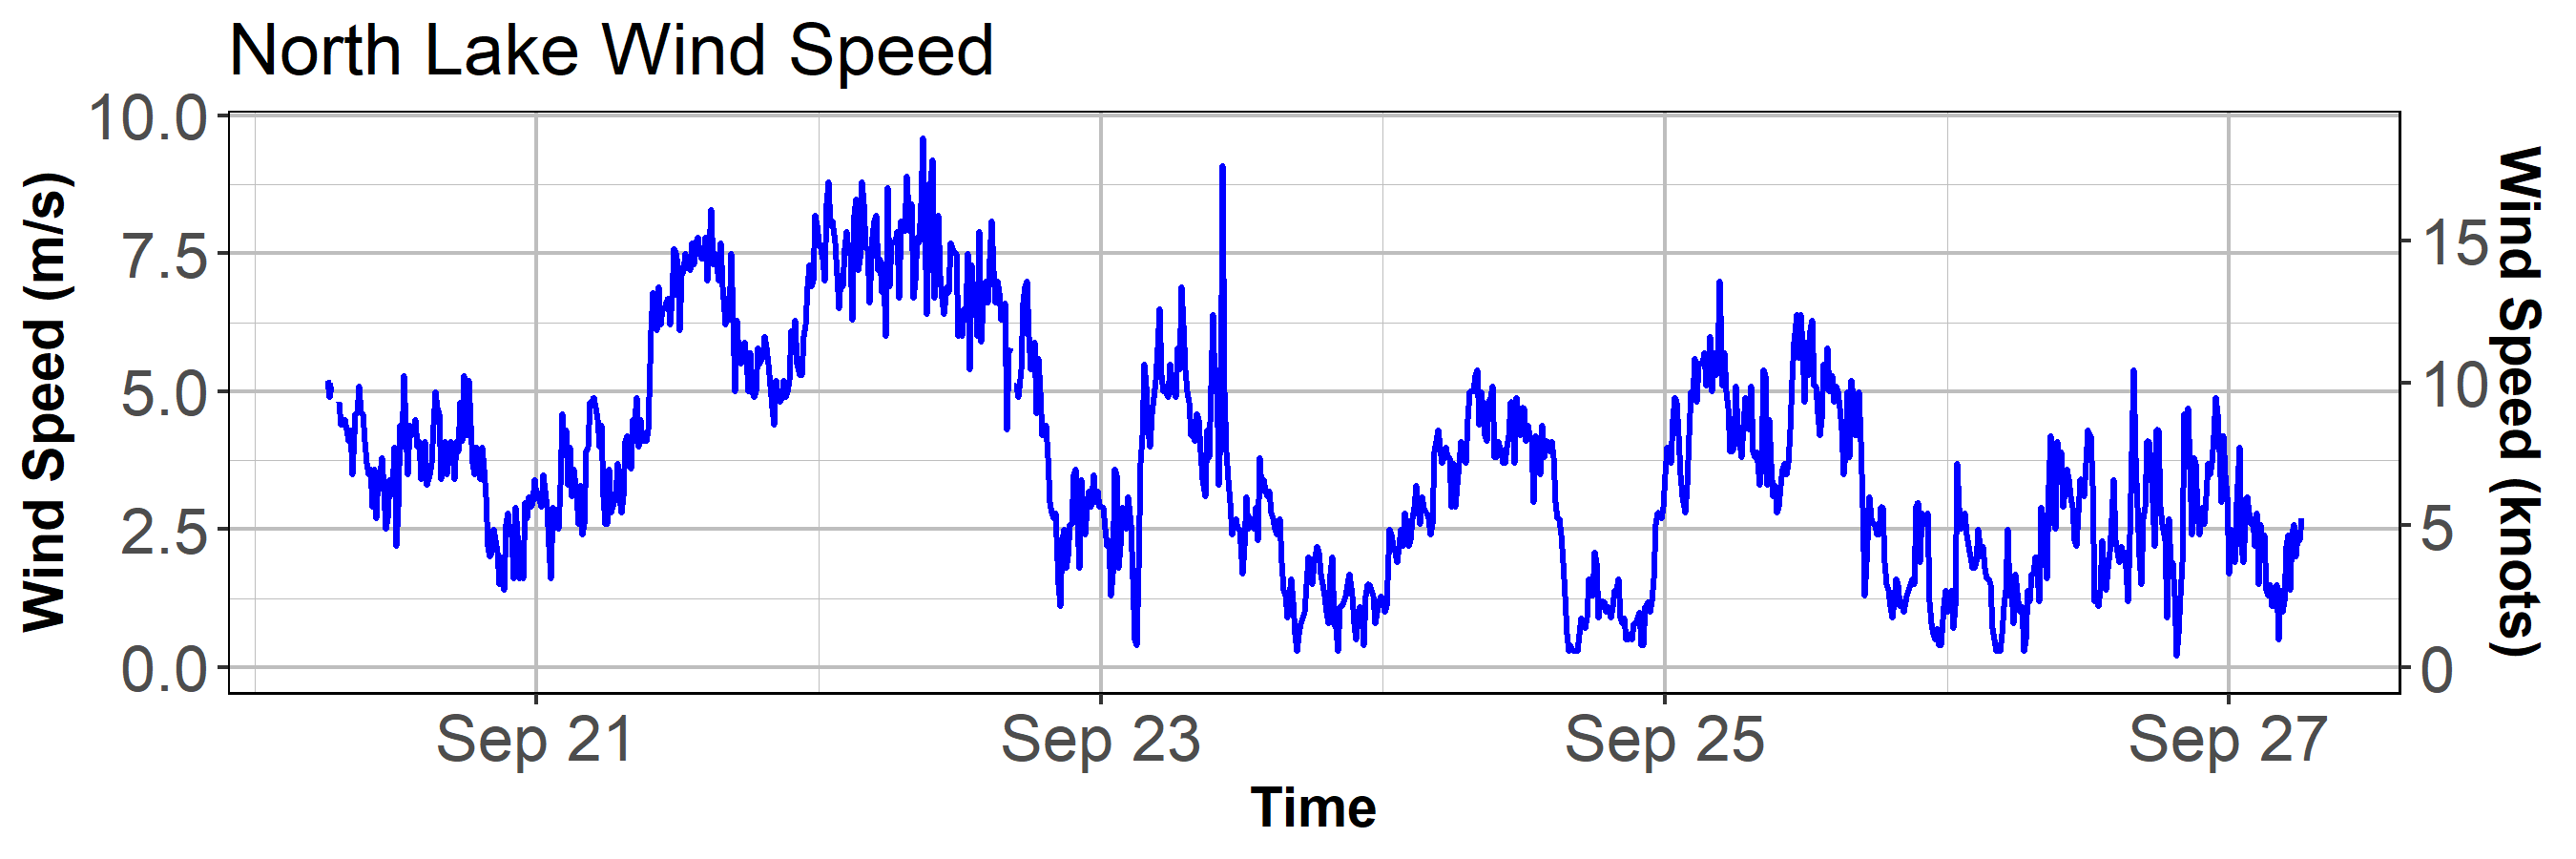 North Lake Wind Speed
10.0
7.5
5.0
2.5
0.0
Wind Speed (m/s)
15
10
5
0
Wind Speed (knots)
Sep 21
Sep 23
Sep 25
Sep 27
Time